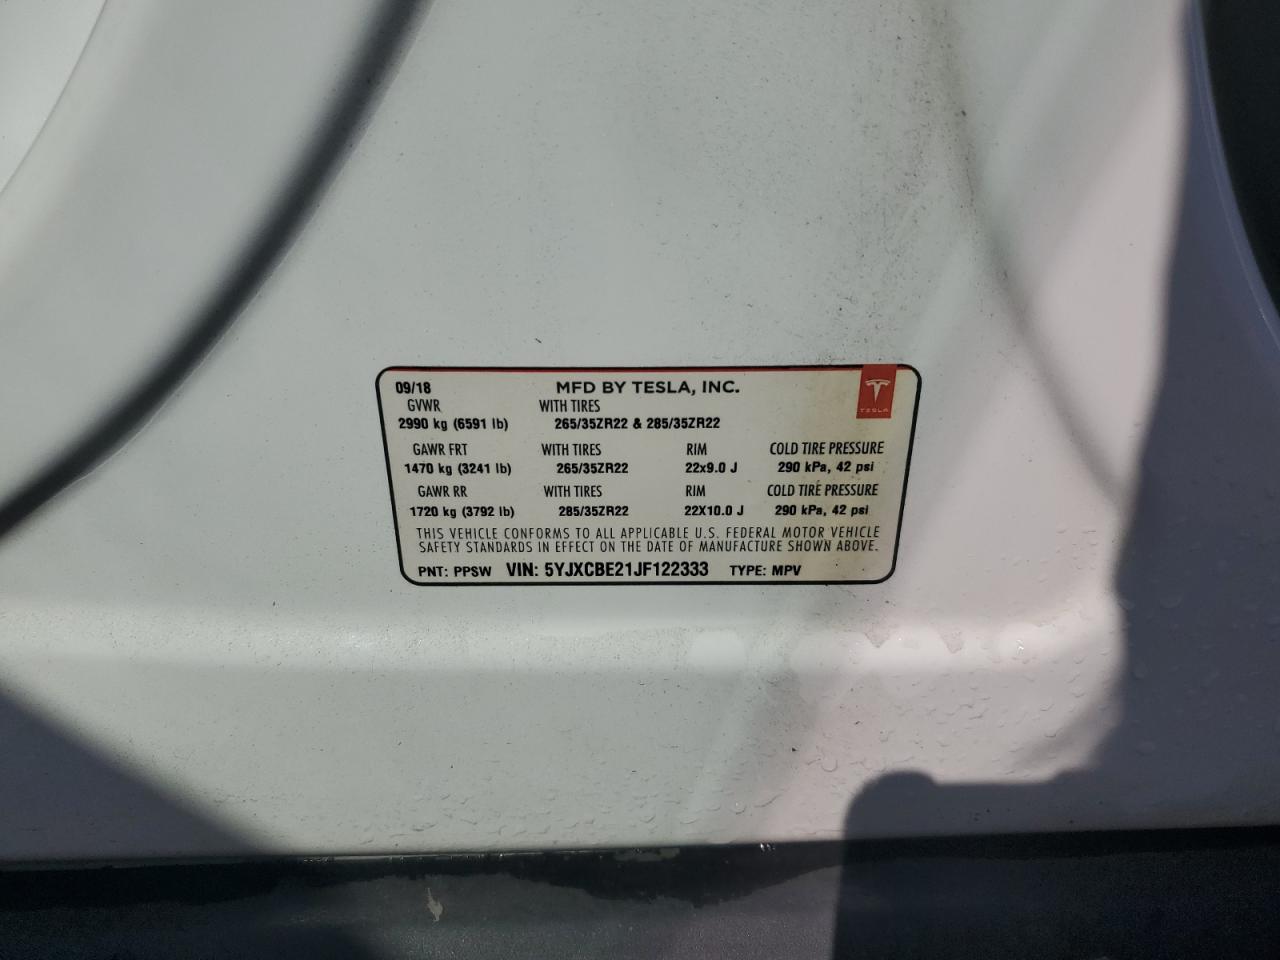 09/18 MFD BY TESLA, INC.
TESLA
GVWR WITH TIRES
2990 kg (6591 lb) 265/35ZR22 & 285/35ZR22
GAWR FRT WITH TIRES RIM COLD TIRE PRESSURE
1470 kg (3241 lb) 265/35ZR22 22x9.0 J 290 kPa, 42 psi
GAWR RR WITH TIRES RIM COLD TIRE PRESSURE
1720 kg (3792 lb) 285/35ZR22 22X10.0 J 290 kPa, 42 psi
THIS VEHICLE CONFORMS TO ALL APPLICABLE U.S. FEDERAL MOTOR VEHICLE
SAFETY STANDARDS IN EFFECT ON THE DATE OF MANUFACTURE SHOWN ABOVE.
PNT: PPSW VIN: 5YJXCBE21JF122333 TYPE: MPV